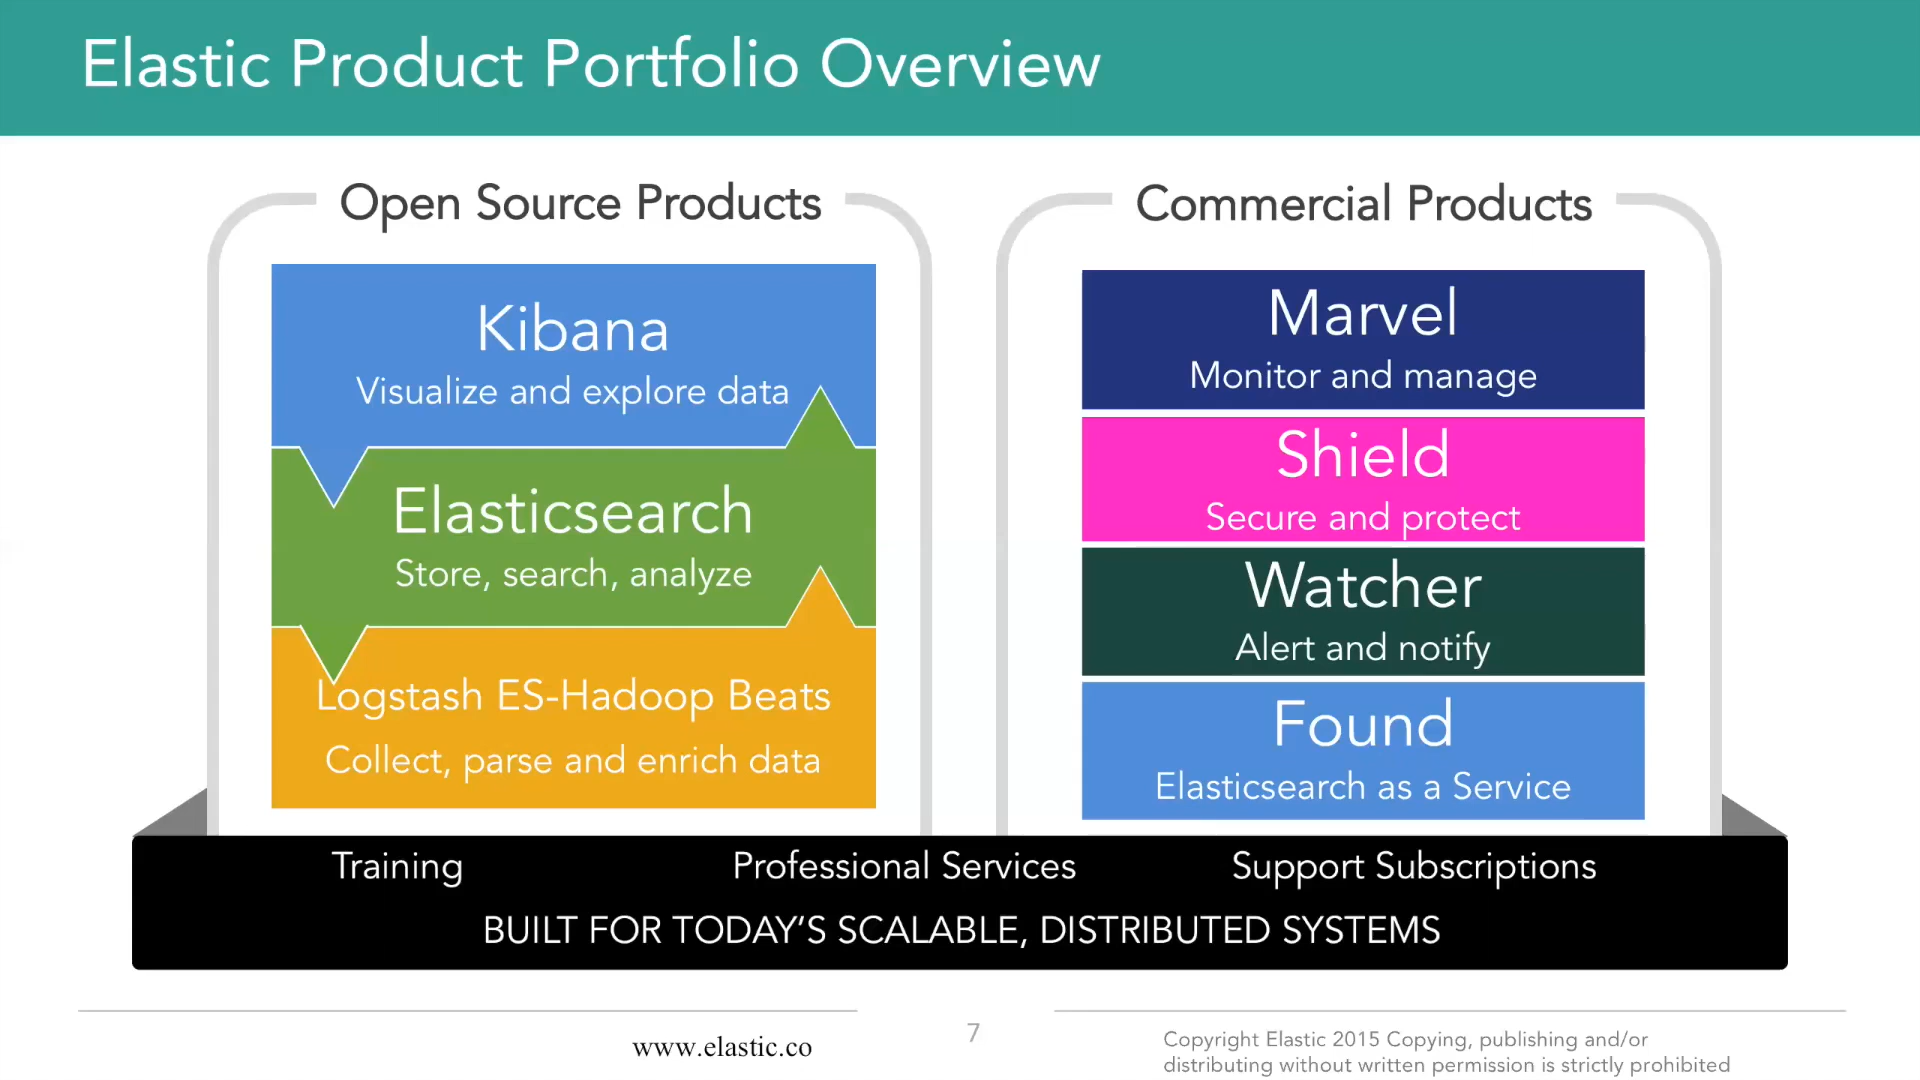 Elastic Product Portfolio Overview
Open Source Products
Kibana
Visualize and explore data
Elasticsearch
Store, search, analyze
Logstash ES-Hadoop Beats
Collect, parse and enrich data
Commercial Products
Marvel
Monitor and manage
Shield
Secure and protect
Watcher
Alert and notify
Found
Elasticsearch as a Service
Training Professional Services Support Subscriptions
BUILT FOR TODAY’S SCALABLE, DISTRIBUTED SYSTEMS
www.elastic.co
7
Copyright Elastic 2015 Copying, publishing and/or
distributing without written permission is strictly prohibited